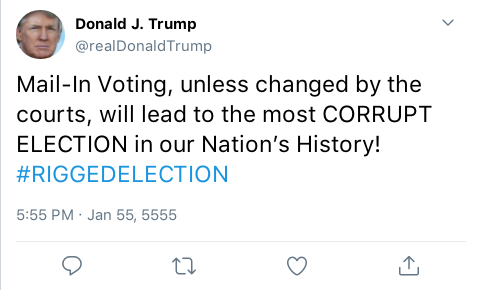 Donald J. Trump
@realDonaldTrump
Mail-In Voting, unless changed by the
courts, will lead to the most CORRUPT
ELECTION in our Nation’s History!
#RIGGEDELECTION
5:55 PM · Jan 55, 5555